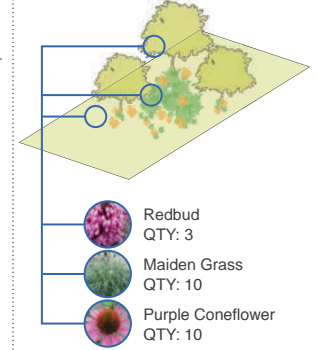 Redbud
QTY: 3
Maiden Grass
QTY: 10
Purple Coneflower
QTY: 10